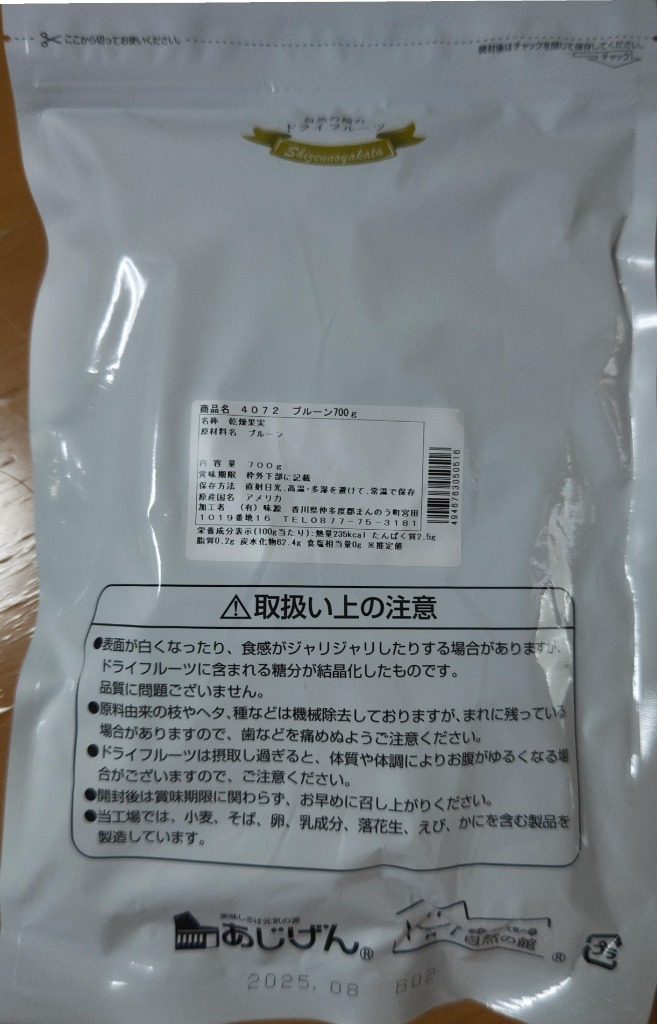 ここから切ってお使いください。
開封後はチャックを閉じて保存してください。
チャック
自然の館の
ドライフルーツ
Shizennoyakata
商品名 4072 プルーン700g
名称 乾燥果実
原材料名 プルーン
内容量 700g
賞味期限 枠外下部に記載
保存方法 直射日光、高温・多湿を避けて、常温で保存
原産国名 アメリカ
加工者 (有)味源 香川県仲多度郡まんのう町宮田
1019番地16 TEL0877-75-3181
栄養成分表示(100g当たり):熱量235kcal たんぱく質2.5g
脂質0.2g 炭水化物62.4g 食塩相当量0g ※推定値
4946763050516
⚠取扱い上の注意
●表面が白くなったり、食感がジャリジャリしたりする場合がありますが、
ドライフルーツに含まれる糖分が結晶化したものです。
品質に問題ございません。
●原料由来の枝やヘタ、種などは機械除去しておりますが、まれに残っている
場合がありますので、歯などを痛めぬようご注意ください。
●ドライフルーツは摂取し過ぎると、体質や体調によりお腹がゆるくなる場
合がございますので、ご注意ください。
●開封後は賞味期限に関わらず、お早めに召し上がりください。
●当工場では、小麦、そば、卵、乳成分、落花生、えび、かにを含む製品を
製造しています。
美味しさは元気の源
あじげん®
自然の館®
プラ
2025.08 B02